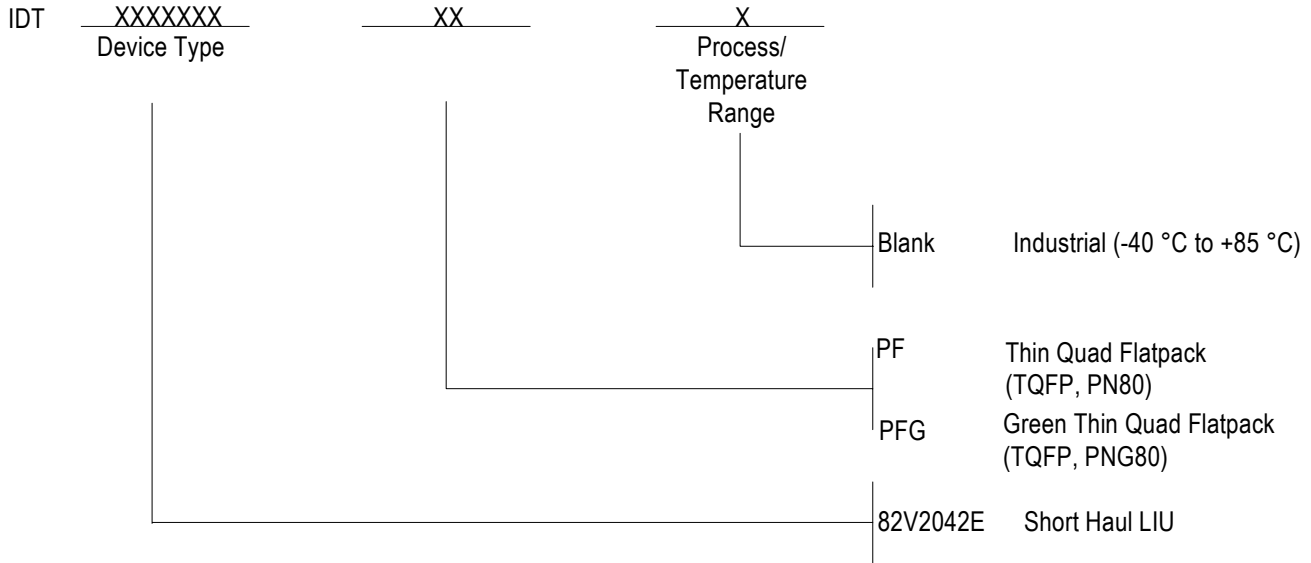 IDT XXXXXXX XX X
Device Type
Process/
Temperature
Range
Blank Industrial (-40 °C to +85 °C)
PF Thin Quad Flatpack
(TQFP, PN80)
PFG Green Thin Quad Flatpack
(TQFP, PNG80)
82V2042E Short Haul LIU